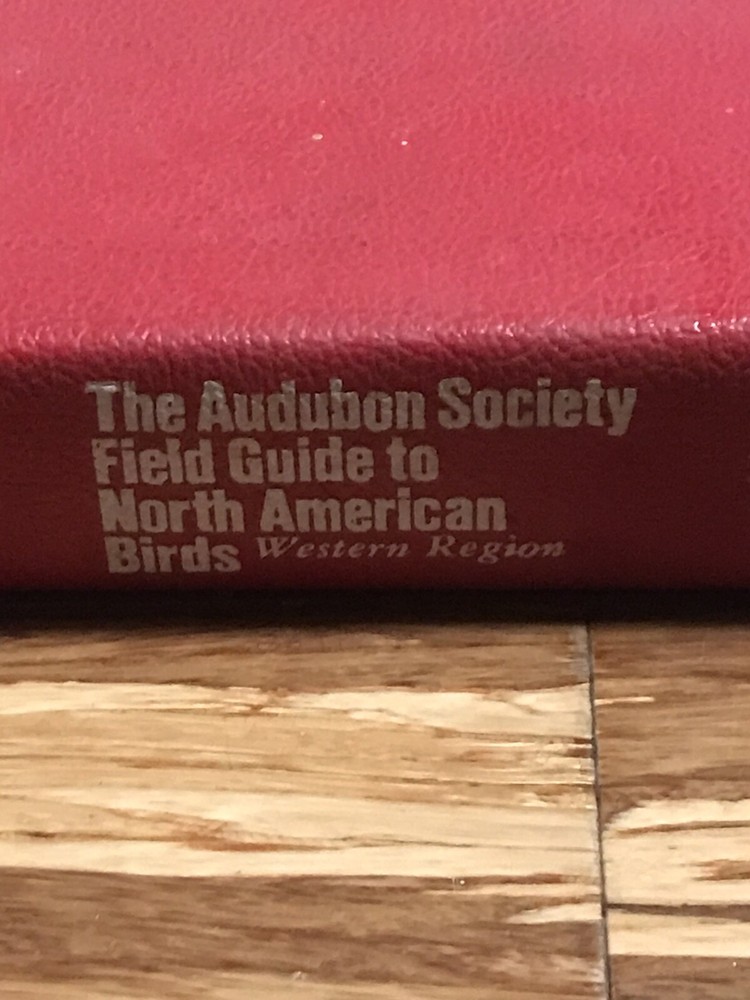 The Audubon Society
Field Guide to
North American
Birds Western Region